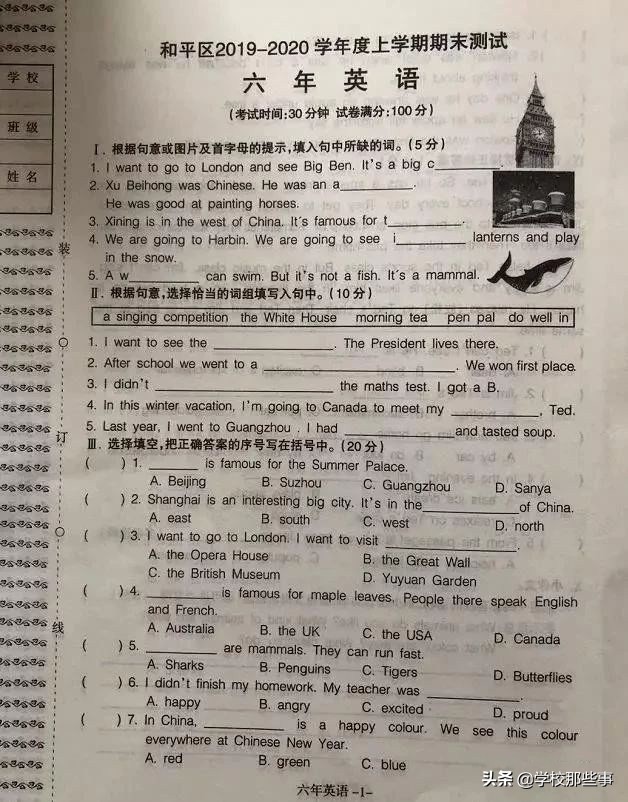 和平区2019-2020学年度上学期期末测试
六年英语
(考试时间:30分钟 试卷满分:100分)
学校
班级
姓名
装
订
线
Ⅰ. 根据句意或图片及首字母的提示,填入句中所缺的词。(5分)
1. I want to go to London and see Big Ben. It's a big c________.
2. Xu Beihong was Chinese. He was an a________.
He was good at painting horses.
3. Xining is in the west of China. It's famous for t________.
4. We are going to Harbin. We are going to see i________ lanterns and play
in the snow.
5. A w________ can swim. But it's not a fish. It's a mammal.
Ⅱ. 根据句意,选择恰当的词组填写入句中。(10分)
a singing competition the White House morning tea pen pal do well in
1. I want to see the ________. The President lives there.
2. After school we went to a ________. We won first place.
3. I didn't ________ the maths test. I got a B.
4. In this winter vacation, I'm going to Canada to meet my ________, Ted.
5. Last year, I went to Guangzhou . I had ________ and tasted soup.
Ⅲ. 选择填空,把正确答案的序号写在括号中。(20分)
( ) 1. ________ is famous for the Summer Palace.
A. Beijing B. Suzhou C. Guangzhou D. Sanya
( ) 2. Shanghai is an interesting big city. It's in the ________ of China.
A. east B. south C. west D. north
( ) 3. I want to go to London. I want to visit ________.
A. the Opera House B. the Great Wall
C. the British Museum D. Yuyuan Garden
( ) 4. ________ is famous for maple leaves. People there speak English
and French.
A. Australia B. the UK C. the USA D. Canada
( ) 5. ________ are mammals. They can run fast.
A. Sharks B. Penguins C. Tigers D. Butterflies
( ) 6. I didn't finish my homework. My teacher was ________.
A. happy B. angry C. excited D. proud
( ) 7. In China, ________ is a happy colour. We see this colour
everywhere at Chinese New Year.
A. red B. green C. blue
六年英语 -1-
头条 @学校那些事